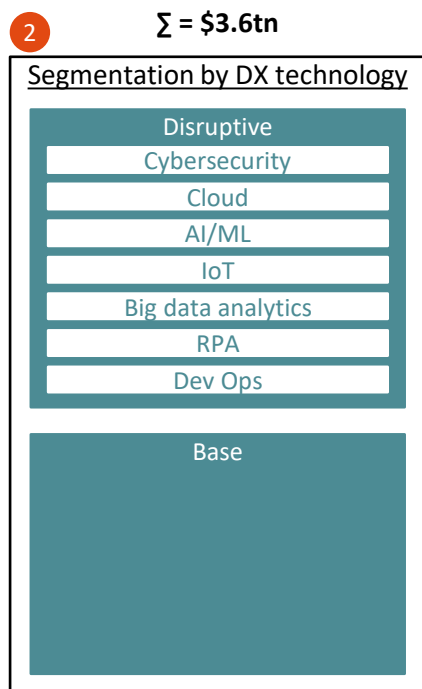 2
∑ = $3.6tn
Segmentation by DX technology
Disruptive
Cybersecurity
Cloud
AI/ML
IoT
Big data analytics
RPA
Dev Ops
Base